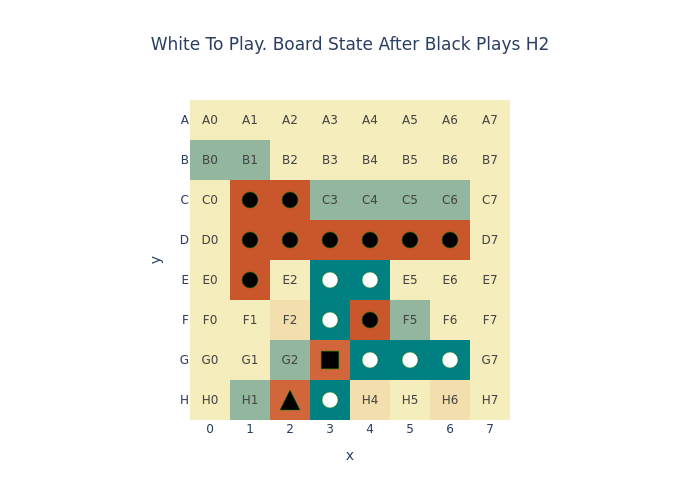 White To Play. Board State After Black Plays H2
A A0 A1 A2 A3 A4 A5 A6 A7
B B0 B1 B2 B3 B4 B5 B6 B7
C C0 C3 C4 C5 C6 C7
D D0 D7
E E0 E2 E5 E6 E7
F F0 F1 F2 F5 F6 F7
G G0 G1 G2 G7
H H0 H1 H4 H5 H6 H7
0 1 2 3 4 5 6 7
x
y